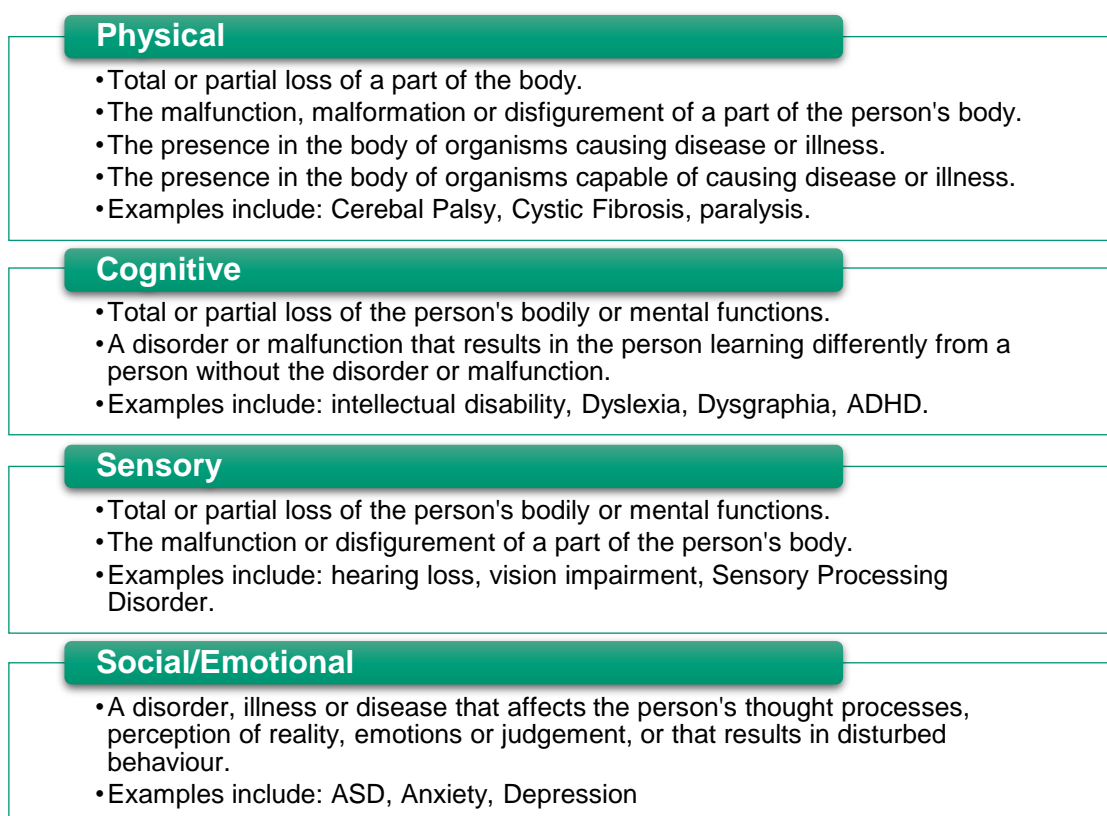 Physical
•Total or partial loss of a part of the body.
•The malfunction, malformation or disfigurement of a part of the person's body.
•The presence in the body of organisms causing disease or illness.
•The presence in the body of organisms capable of causing disease or illness.
•Examples include: Cerebal Palsy, Cystic Fibrosis, paralysis.
Cognitive
•Total or partial loss of the person's bodily or mental functions.
•A disorder or malfunction that results in the person learning differently from a
person without the disorder or malfunction.
•Examples include: intellectual disability, Dyslexia, Dysgraphia, ADHD.
Sensory
•Total or partial loss of the person's bodily or mental functions.
•The malfunction or disfigurement of a part of the person's body.
•Examples include: hearing loss, vision impairment, Sensory Processing
Disorder.
Social/Emotional
•A disorder, illness or disease that affects the person's thought processes,
perception of reality, emotions or judgement, or that results in disturbed
behaviour.
•Examples include: ASD, Anxiety, Depression